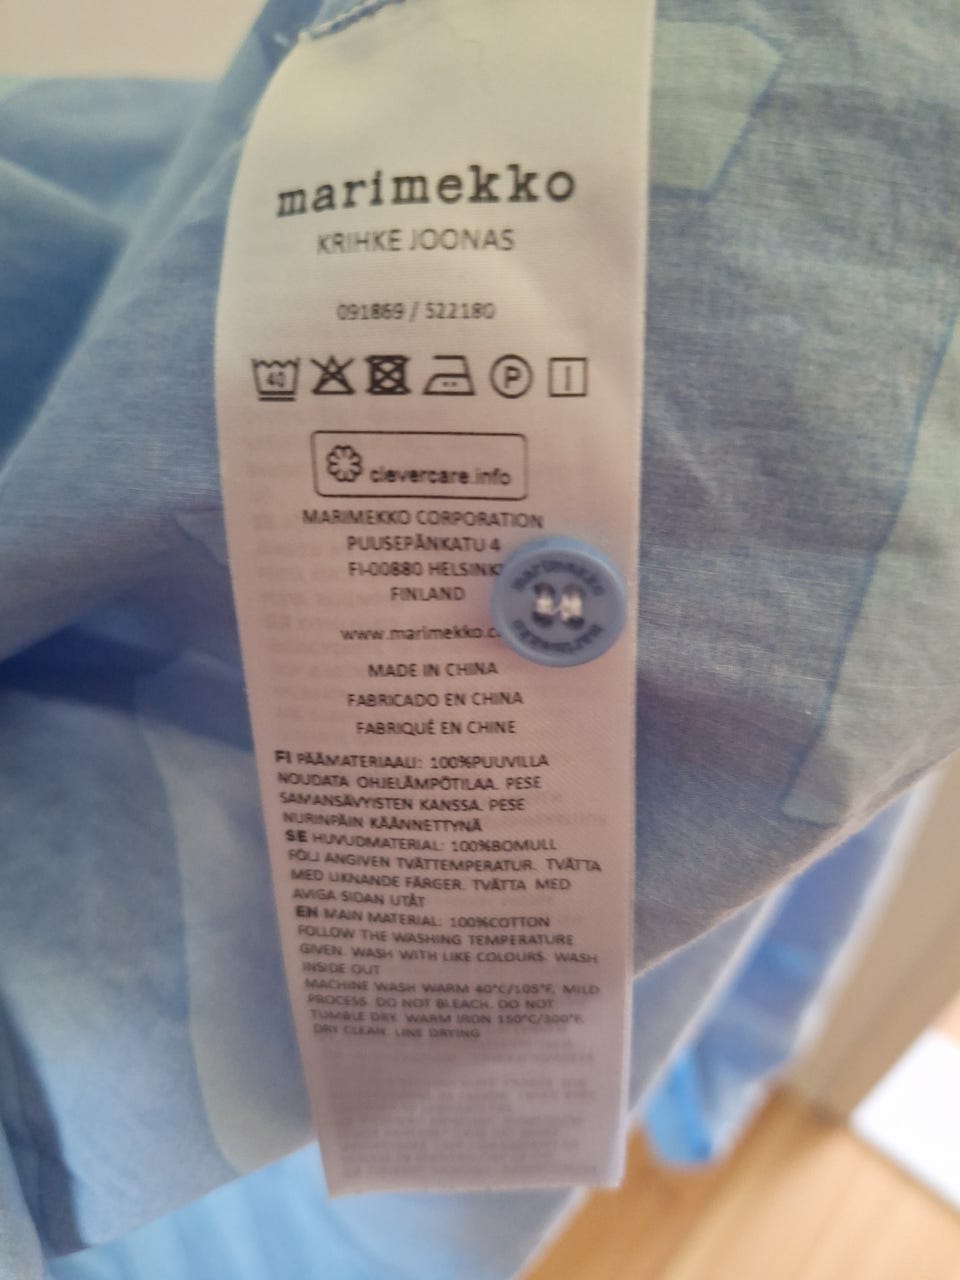 marimekko
KRIHKE JOONAS
091869 / 522180
40
P
clevercare.info
MARIMEKKO CORPORATION
PUUSEPÄNKATU 4
FI-00880 HELSINK
FINLAND
www.marimekko.c
marimekko
marimekko
MADE IN CHINA
FABRICADO EN CHINA
FABRIQUÉ EN CHINE
FI PÄÄMATERIAALI: 100%PUUVILLA
NOUDATA OHJELÄMPÖTILAA. PESE
SAMANSÄVYISTEN KANSSA. PESE
NURINPÄIN KÄÄNNETTYNÄ
SE HUVUDMATERIAL: 100%BOMULL
FÖLJ ANGIVEN TVÄTTEMPERATUR. TVÄTTA
MED LIKNANDE FÄRGER. TVÄTTA MED
AVIGA SIDAN UTÅT
EN MAIN MATERIAL: 100%COTTON
FOLLOW THE WASHING TEMPERATURE
GIVEN. WASH WITH LIKE COLOURS. WASH
INSIDE OUT
MACHINE WASH WARM 40°C/105°F, MILD
PROCESS. DO NOT BLEACH. DO NOT
TUMBLE DRY. WARM IRON 150°C/300°F.
DRY CLEAN. LINE DRYING